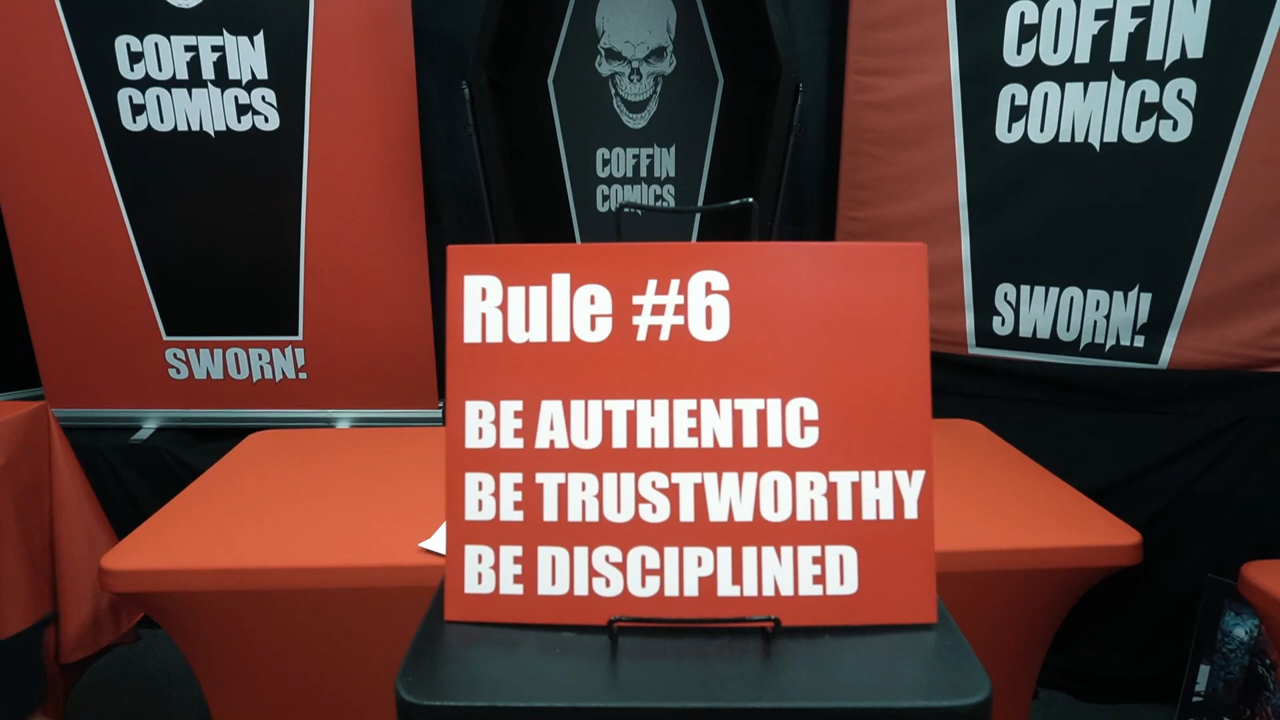 COFFIN
COMICS
SWORN!
COFFIN
COMICS
COFFIN
COMICS
SWORN!
Rule #6
BE AUTHENTIC
BE TRUSTWORTHY
BE DISCIPLINED